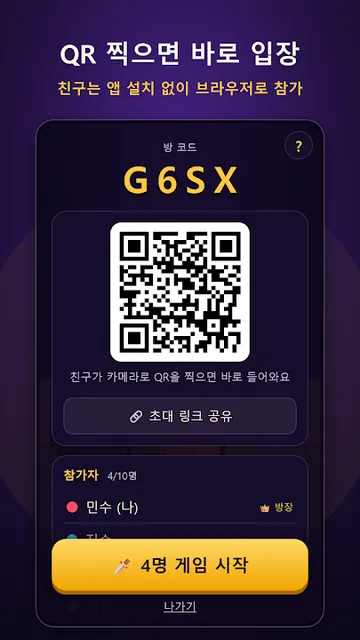 QR 찍으면 바로 입장
친구는 앱 설치 없이 브라우저로 참가
방 코드
?
G6SX
친구가 카메라로 QR을 찍으면 바로 들어와요
초대 링크 공유
참가자 4/10명
민수 (나) 방장
4명 게임 시작
나가기